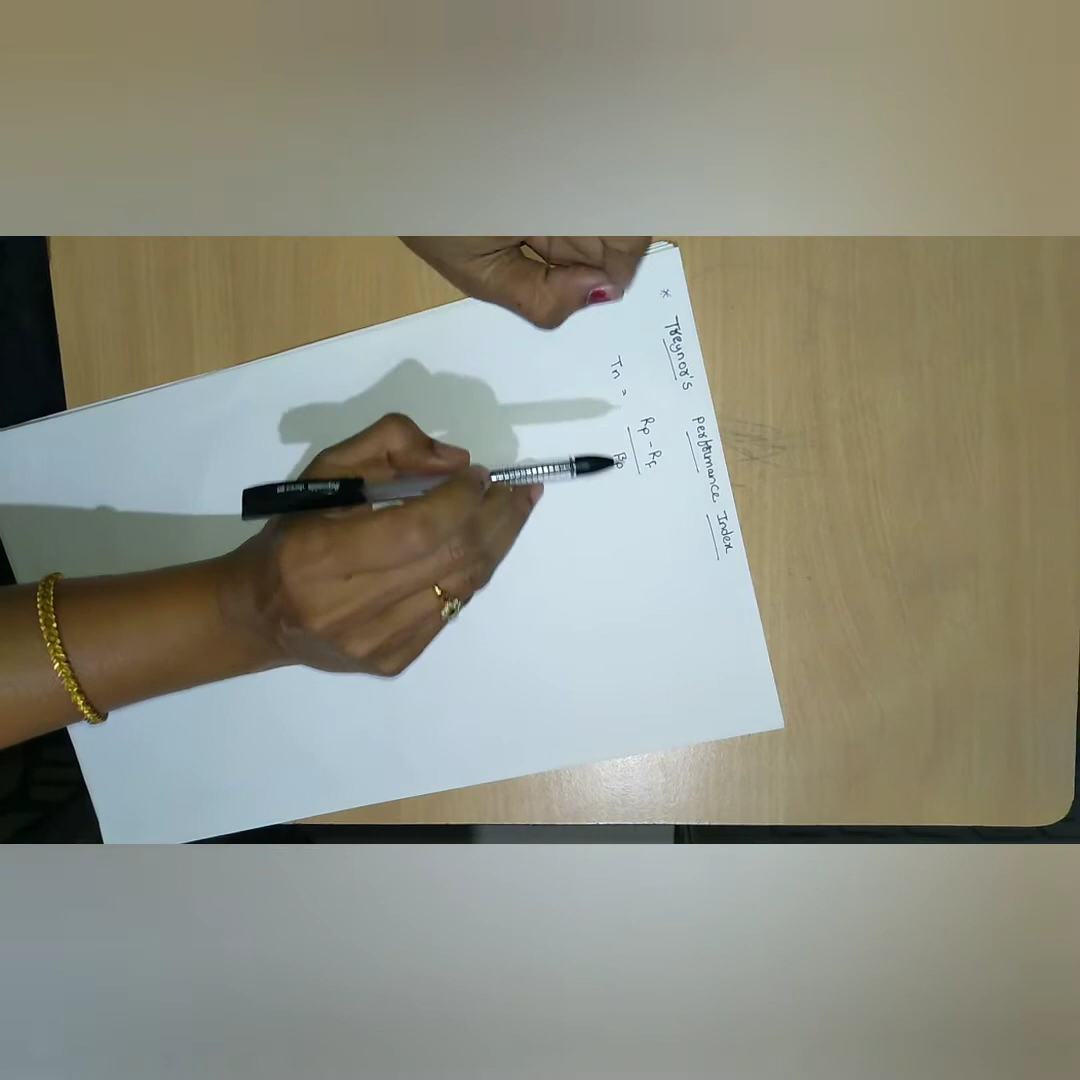 * Treynor's performance Index
Tn = Rp - Rf
Bp